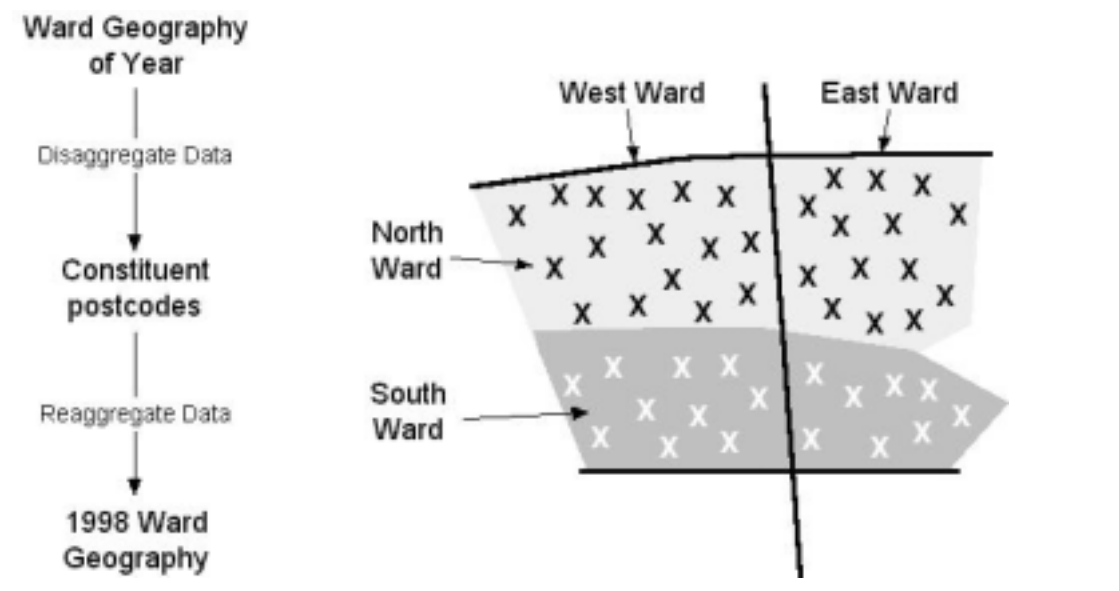 Ward Geography
of Year
Disaggregate Data
Constituent
postcodes
Reaggregate Data
1998 Ward
Geography
West Ward
East Ward
North
Ward
South
Ward